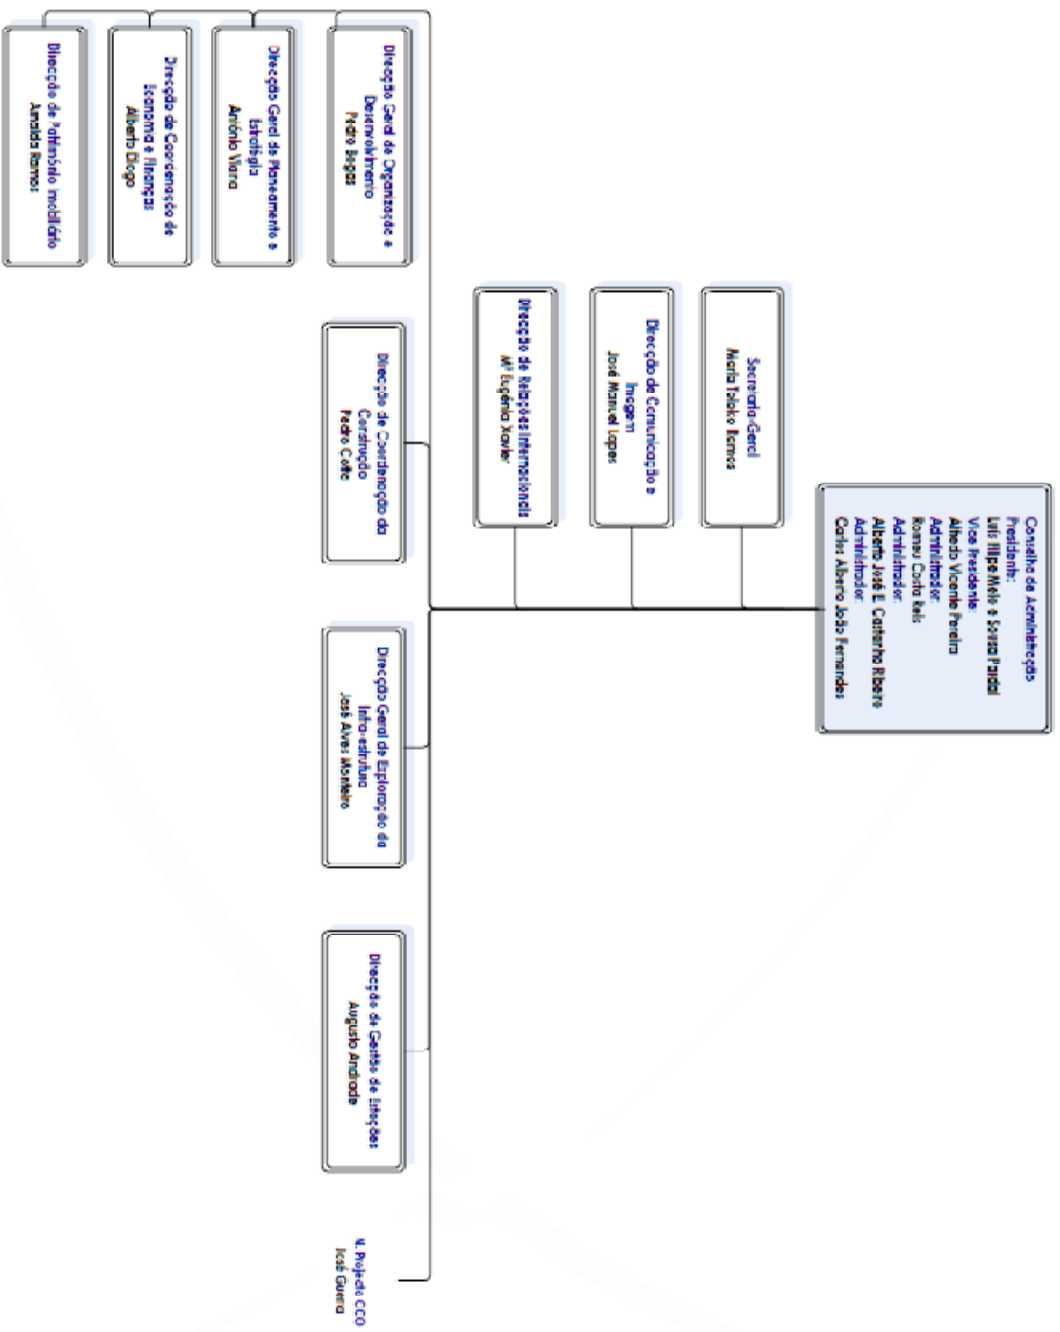 Conselho de Administração
Presidente:
Luís Filipe Melo e Sousa Pardal
Vice Presidente:
Alfredo Vicente Pereira
Administrador:
Romeu Costa Reis
Administrador:
Alberto José E. Castanho Ribeiro
Administrador:
Carlos Alberto João Fernandes
Secretaria-Geral
Maria Ramos
Direcção de Comunicação e
Imagem
José Manuel Lopes
Direcção de Relações Internacionais
Mª Eugénia Xavier
Direcção Geral de Organização e
Desenvolvimento
Pedro
Direcção Geral de Planeamento e
Estratégia
António Viana
Direcção de Coordenação de
Economia e Finanças
Alberto Diogo
Direcção de Património Imobiliário
Arnalda Ramos
Direcção de Coordenação da
Construção
Pedro
Direcção Geral de Exploração da
Infra-estrutura
José Alves Monteiro
Direcção de Gestão de Estações
Augusto Andrade
N. Projecto CCO
José Guerra